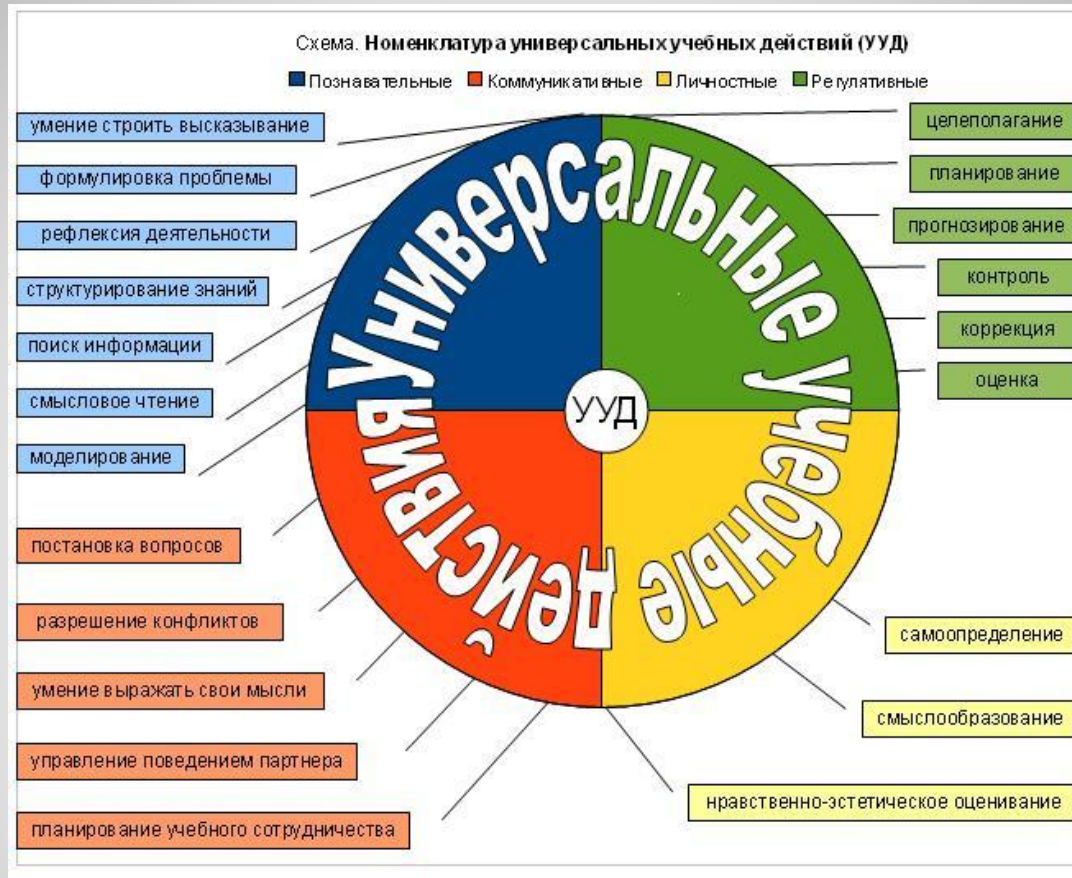 Схема. Номенклатура универсальных учебных действий (УУД)
Познавательные Коммуникативные Личностные Регулятивные
умение строить высказывание
формулировка проблемы
рефлексия деятельности
структурирование знаний
поиск информации
смысловое чтение
моделирование
постановка вопросов
разрешение конфликтов
умение выражать свои мысли
управление поведением партнера
планирование учебного сотрудничества
Универсальные учебные действия
УУД
целеполагание
планирование
прогнозирование
контроль
коррекция
оценка
самоопределение
смыслообразование
нравственно-эстетическое оценивание